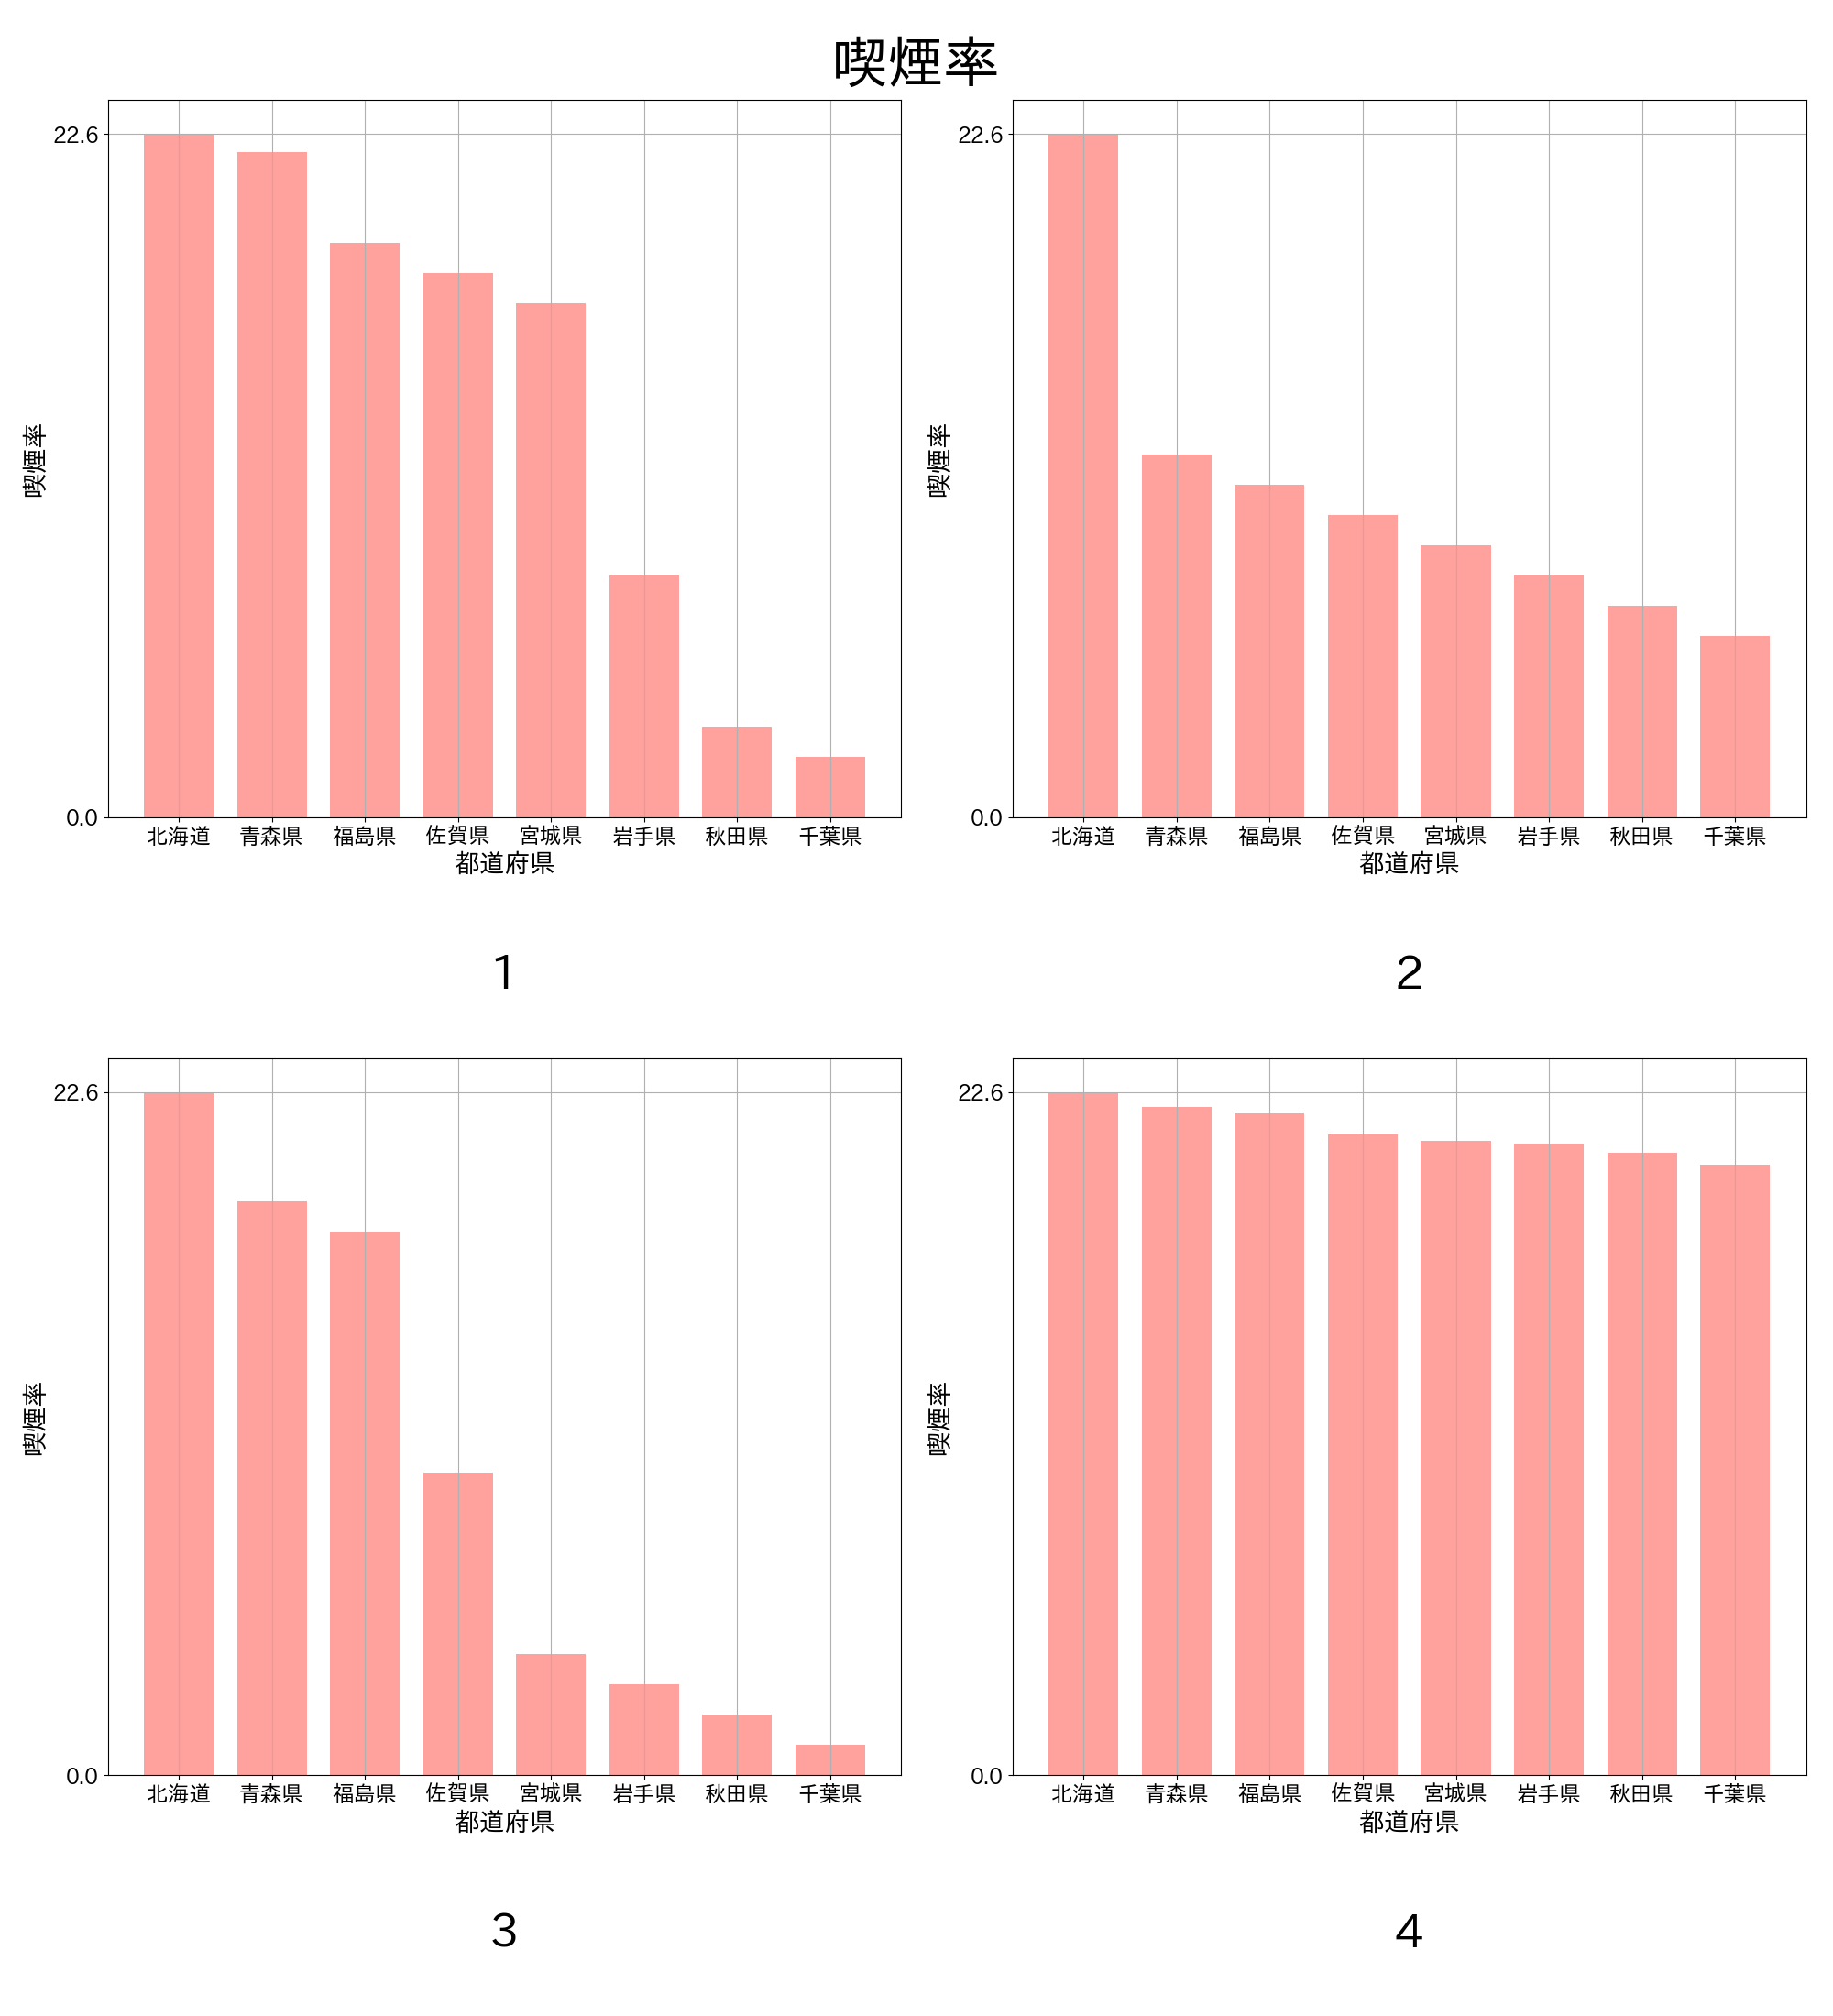 喫煙率
22.6
0.0
喫煙率
北海道 青森県 福島県 佐賀県 宮城県 岩手県 秋田県 千葉県
都道府県
1
22.6
0.0
喫煙率
北海道 青森県 福島県 佐賀県 宮城県 岩手県 秋田県 千葉県
都道府県
2
22.6
0.0
喫煙率
北海道 青森県 福島県 佐賀県 宮城県 岩手県 秋田県 千葉県
都道府県
3
22.6
0.0
喫煙率
北海道 青森県 福島県 佐賀県 宮城県 岩手県 秋田県 千葉県
都道府県
4